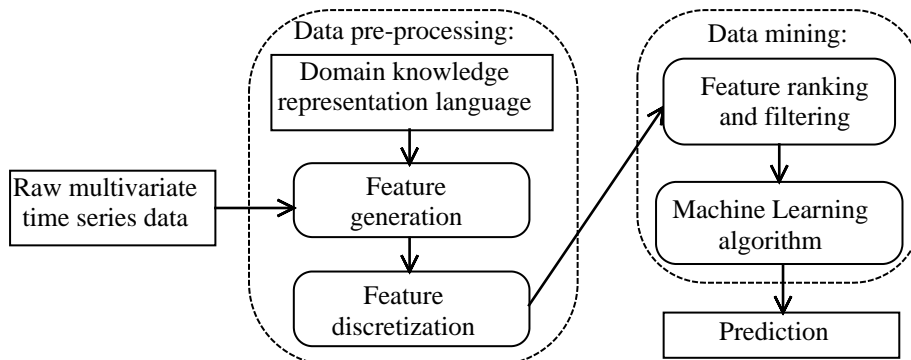 Data pre-processing:
Domain knowledge
representation language
Raw multivariate
time series data
Feature
generation
Feature
discretization
Data mining:
Feature ranking
and filtering
Machine Learning
algorithm
Prediction